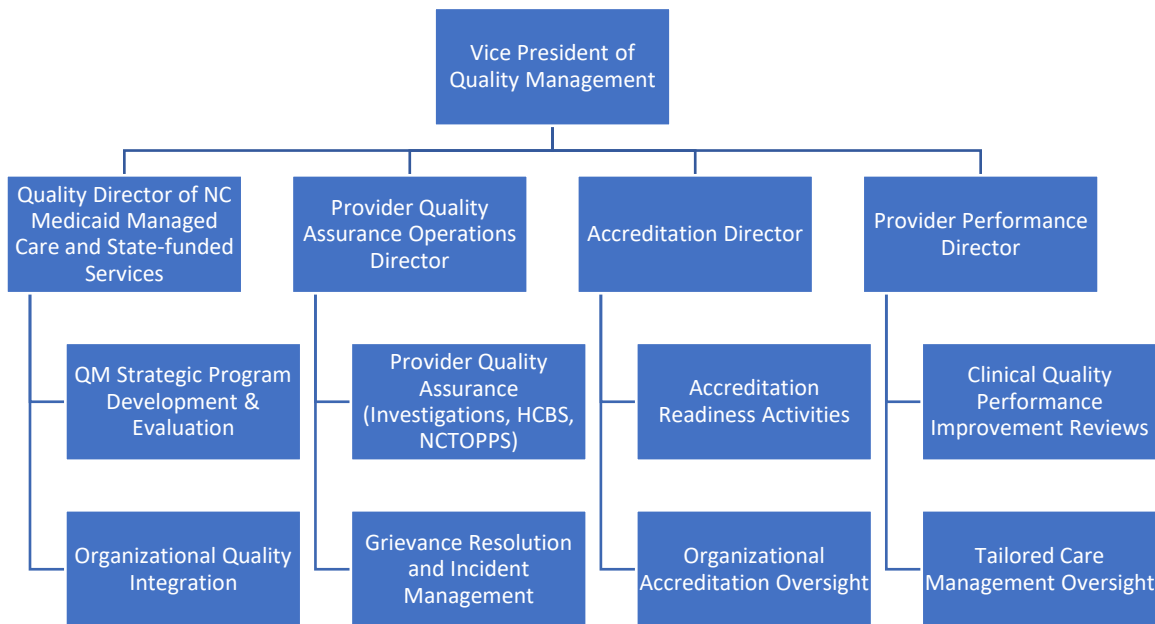 Vice President of
Quality Management
Quality Director of NC
Medicaid Managed
Care and State-funded
Services
Provider Quality
Assurance Operations
Director
Accreditation Director
Provider Performance
Director
QM Strategic Program
Development &
Evaluation
Provider Quality
Assurance
(Investigations, HCBS,
NCTOPPS)
Accreditation
Readiness Activities
Clinical Quality
Performance
Improvement Reviews
Organizational Quality
Integration
Grievance Resolution
and Incident
Management
Organizational
Accreditation Oversight
Tailored Care
Management Oversight